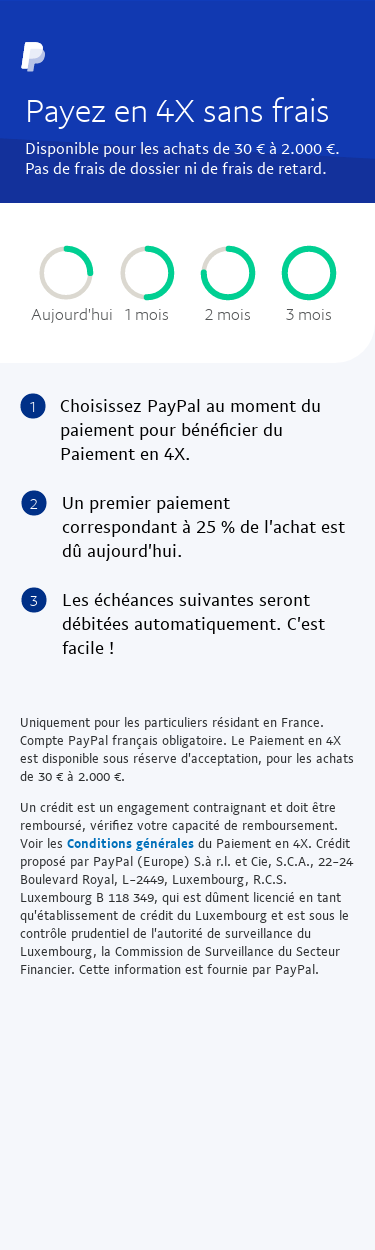 Payez en 4X sans frais
Disponible pour les achats de 30 € à 2.000 €.
Pas de frais de dossier ni de frais de retard.
Aujourd'hui 1 mois 2 mois 3 mois
1 Choisissez PayPal au moment du
paiement pour bénéficier du
Paiement en 4X.
2 Un premier paiement
correspondant à 25 % de l'achat est
dû aujourd'hui.
3 Les échéances suivantes seront
débitées automatiquement. C'est
facile !
Uniquement pour les particuliers résidant en France.
Compte PayPal français obligatoire. Le Paiement en 4X
est disponible sous réserve d'acceptation, pour les achats
de 30 € à 2.000 €.
Un crédit est un engagement contraignant et doit être
remboursé, vérifiez votre capacité de remboursement.
Voir les Conditions générales du Paiement en 4X. Crédit
proposé par PayPal (Europe) S.à r.l. et Cie, S.C.A., 22-24
Boulevard Royal, L-2449, Luxembourg, R.C.S.
Luxembourg B 118 349, qui est dûment licencié en tant
qu'établissement de crédit du Luxembourg et est sous le
contrôle prudentiel de l'autorité de surveillance du
Luxembourg, la Commission de Surveillance du Secteur
Financier. Cette information est fournie par PayPal.